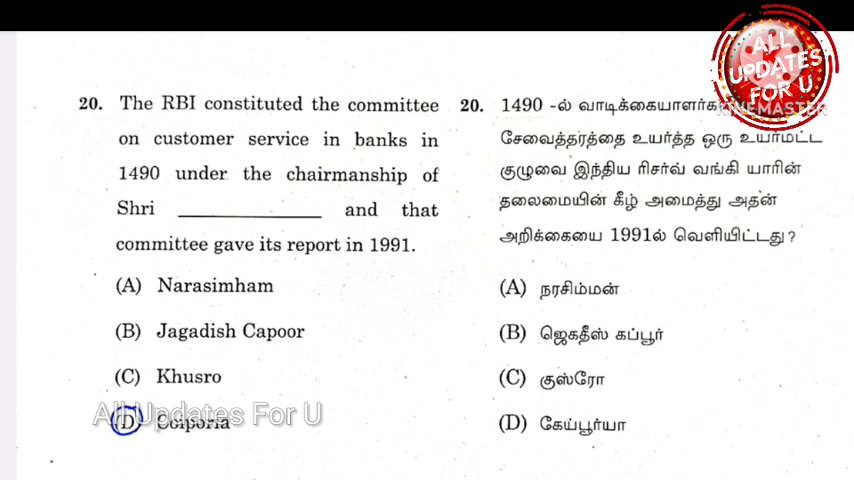 ALL
UPDATES
FOR U
KINEMASTER
20. The RBI constituted the committee
on customer service in banks in
1490 under the chairmanship of
Shri ____________ and that
committee gave its report in 1991.
(A) Narasimham
(B) Jagadish Capoor
(C) Khusro
(D) Coiporia
All Updates For U
20. 1490 -ல்
சேவைத்தரத்தை உயர்த்த ஒரு உயர்மட்ட
குழுவை இந்திய ரிசர்வ் வங்கி யாரின்
தலைமையின் கீழ் அமைத்து அதன்
அறிக்கையை 1991ல் வெளியிட்டது?
(A) நரசிம்மன்
(B) ஜெகதீஸ் கப்பூர்
(C) குஸ்ரோ
(D) கேய்பூர்யா